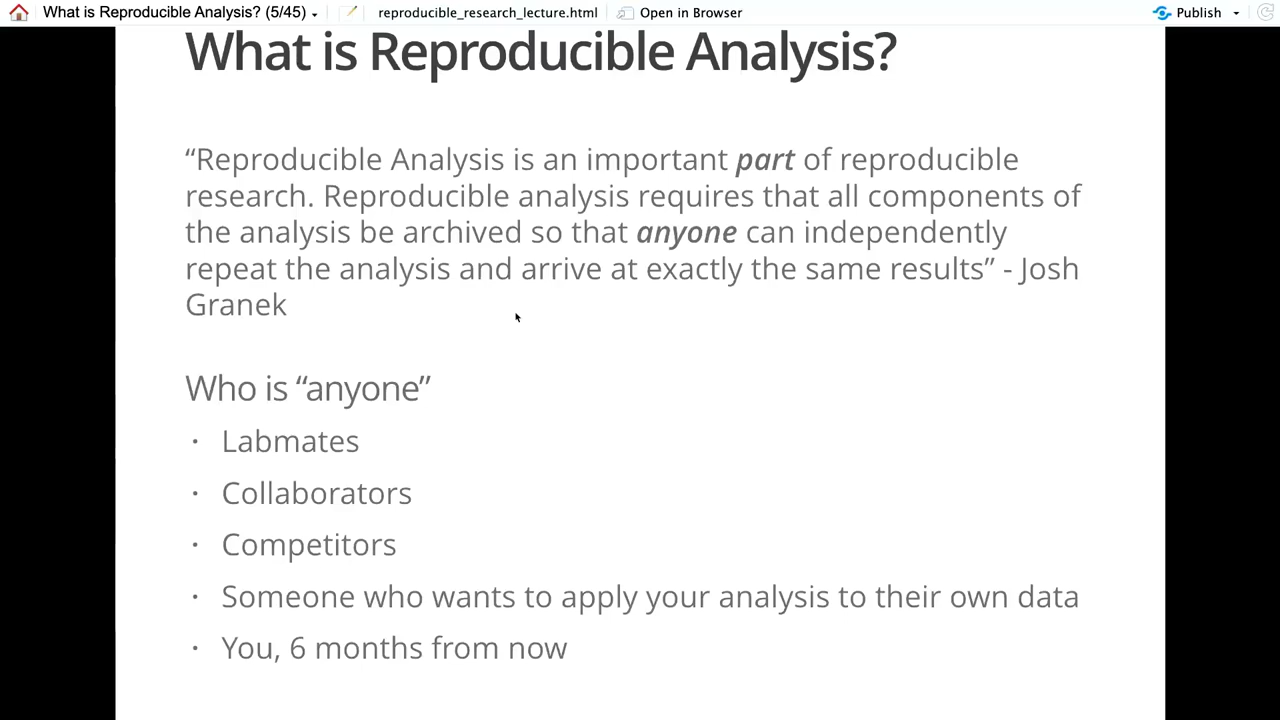 What is Reproducible Analysis? (5/45)
reproducible_research_lecture.html
Open in Browser
Publish
What is Reproducible Analysis?
“Reproducible Analysis is an important part of reproducible
research. Reproducible analysis requires that all components of
the analysis be archived so that anyone can independently
repeat the analysis and arrive at exactly the same results” - Josh
Granek
Who is “anyone”
· Labmates
· Collaborators
· Competitors
· Someone who wants to apply your analysis to their own data
· You, 6 months from now